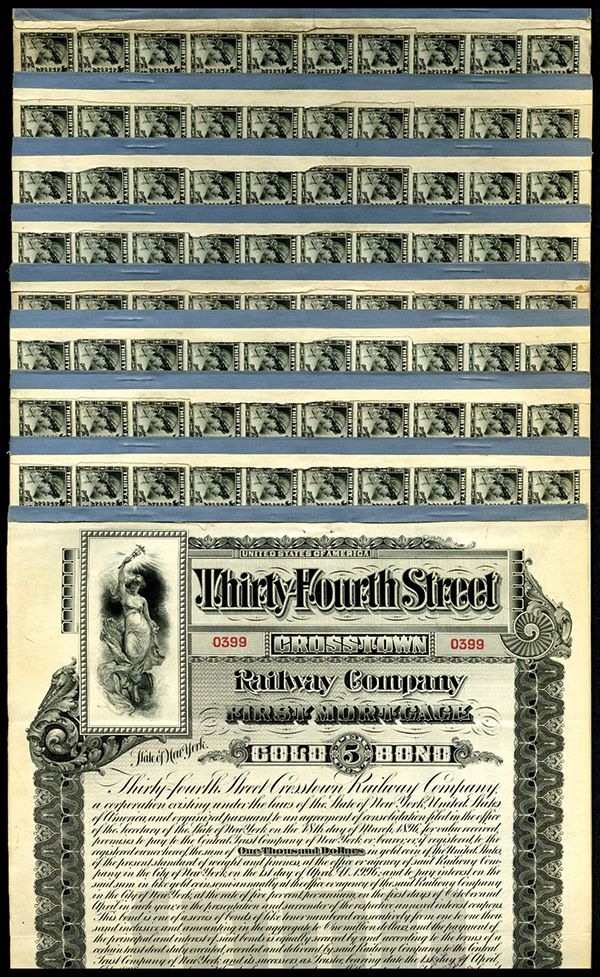 UNITED STATES OF AMERICA
Thirty-Fourth Street
0399 CROSSTOWN 0399
Railway Company
FIRST MORTGAGE
State of New York.
GOLD 5 BOND
Thirty-fourth Street Crosstown Railway Company,
a corporation existing under the laws of the State of New York, United States
of America, and organized pursuant to an agreement of consolidation filed in the office
of the Secretary of the State of New York on the 18th day of March, 1896, for value received,
promises to pay to the Central Trust Company of New York or bearer, or if registered, to the
registered owner hereof, the sum of One Thousand Dollars in gold coin of the United States,
of the present standard of weight and fineness, at the office or agency of said Railway Com-
pany in the City of New York, on the 1st day of April, A.D. 1996, and to pay interest on the
said sum in like gold coin semi-annually at the office or agency of the said Railway Company
in the City of New York, at the rate of five per cent per annum, on the first days of October and
April in each year, on the presentation and surrender of the respective annexed interest coupons.
This bond is one of a series of bonds of like tenor numbered consecutively from one to one thou
sand inclusive and amounting in the aggregate to One million dollars, and the payment of
the principal and interest of said bonds is equally secured by and according to the terms of a
certain trust deed duly executed, recorded and delivered by said Railway Company to the Central
Trust Company of New York and its successors as Trustee, bearing date the 1st day of April,